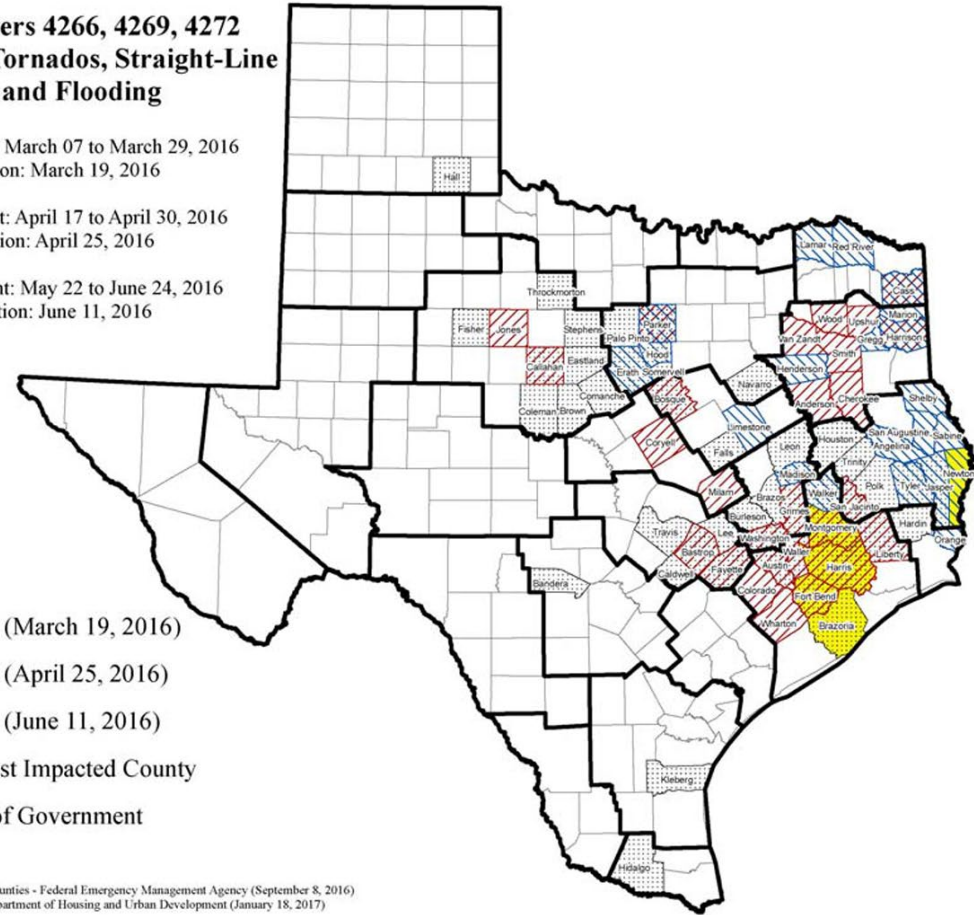 ers 4266, 4269, 4272
Tornados, Straight-Line
and Flooding
March 07 to March 29, 2016
on: March 19, 2016
t: April 17 to April 30, 2016
ion: April 25, 2016
nt: May 22 to June 24, 2016
tion: June 11, 2016
Hall
Lamar
Red River
Throckmorton
Cass
Fisher
Jones
Stephens
Palo Pinto
Parker
Wood
Upshur
Marion
Van Zandt
Gregg
Harrison
Callahan
Eastland
Hood
Smith
Erath
Somervell
Henderson
Navarro
Comanche
Bosque
Anderson
Cherokee
Shelby
Coleman
Brown
Limestone
Coryell
Falls
Leon
Houston
San Augustine
Sabine
Angelina
Trinity
Madison
Newton
Milam
Brazos
Walker
Polk
Tyler
Jasper
Grimes
San Jacinto
Burleson
Montgomery
Hardin
Travis
Lee
Washington
Orange
Bastrop
Waller
Liberty
Caldwell
Fayette
Austin
Harris
Bandera
Colorado
Fort Bend
Wharton
Brazoria
Kleberg
Hidalgo
(March 19, 2016)
(April 25, 2016)
(June 11, 2016)
st Impacted County
of Government
unties - Federal Emergency Management Agency (September 8, 2016)
partment of Housing and Urban Development (January 18, 2017)